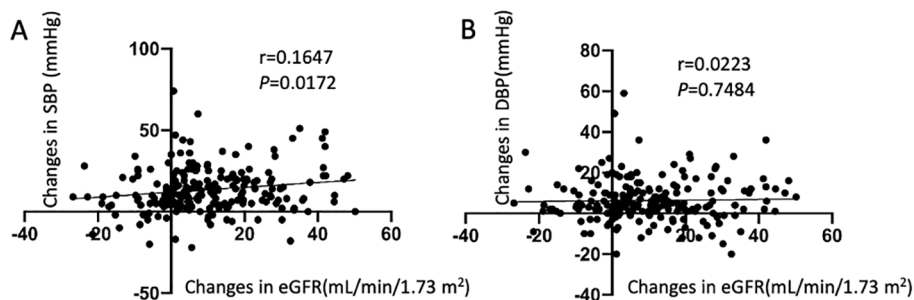 A
Changes in SBP (mmHg)
100
50
-50
-40
-20
0
20
40
60
r=0.1647
P=0.0172
Changes in eGFR(mL/min/1.73 m²)
B
Changes in DBP(mmHg)
80
60
40
20
-20
-40
-40
-20
0
20
40
60
r=0.0223
P=0.7484
Changes in eGFR(mL/min/1.73 m²)